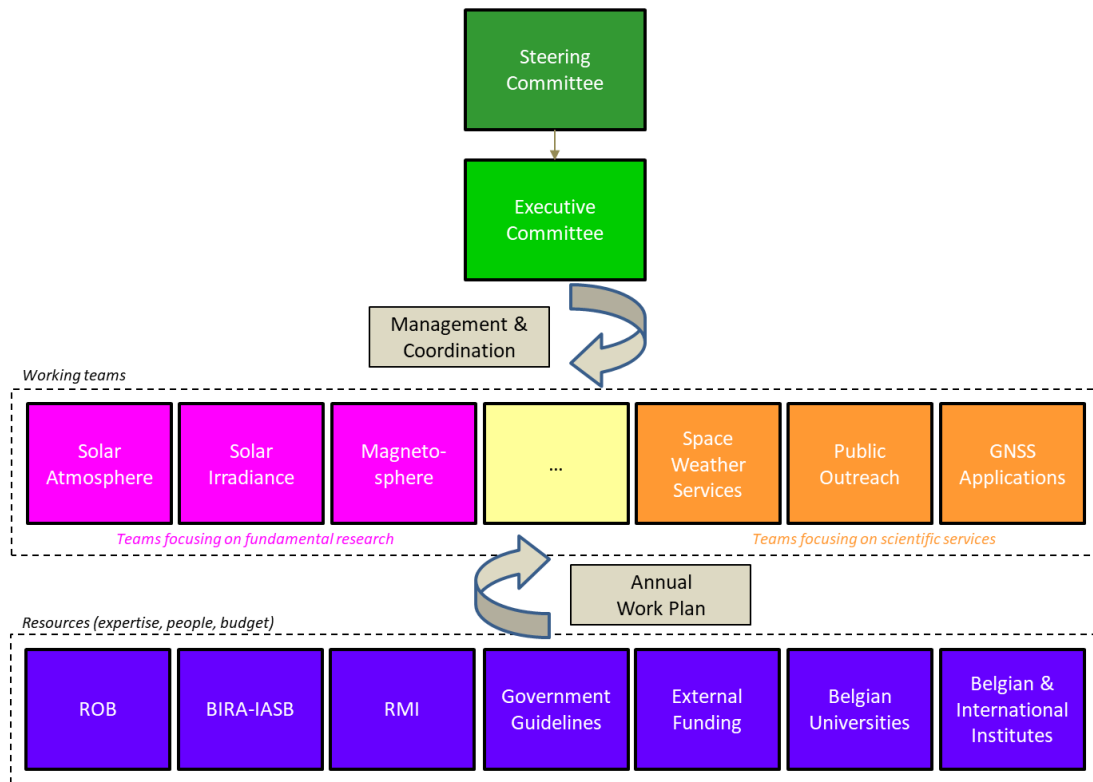 Steering
Committee
Executive
Committee
Management &
Coordination
Working teams
Solar
Atmosphere
Solar
Irradiance
Magneto-
sphere
...
Space
Weather
Services
Public
Outreach
GNSS
Applications
Teams focusing on fundamental research
Teams focusing on scientific services
Annual
Work Plan
Resources (expertise, people, budget)
ROB
BIRA-IASB
RMI
Government
Guidelines
External
Funding
Belgian
Universities
Belgian &
International
Institutes